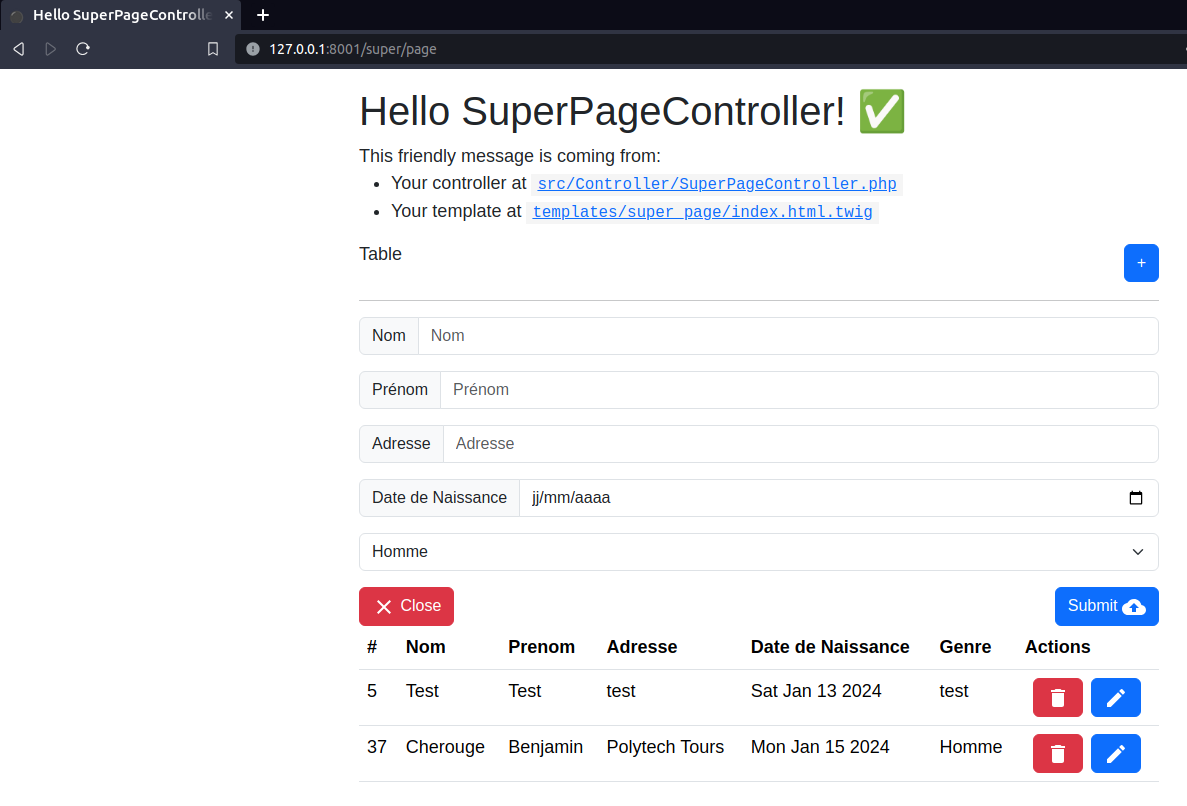 Hello SuperPageControlle
127.0.0.1:8001/super/page
Hello SuperPageController! ✅
This friendly message is coming from:
• Your controller at src/Controller/SuperPageController.php
• Your template at templates/super_page/index.html.twig
Table
+
Nom Nom
Prénom Prénom
Adresse Adresse
Date de Naissance jj/mm/aaaa
Homme
Close Submit
# Nom Prenom Adresse Date de Naissance Genre Actions
5 Test Test test Sat Jan 13 2024 test
37 Cherouge Benjamin Polytech Tours Mon Jan 15 2024 Homme